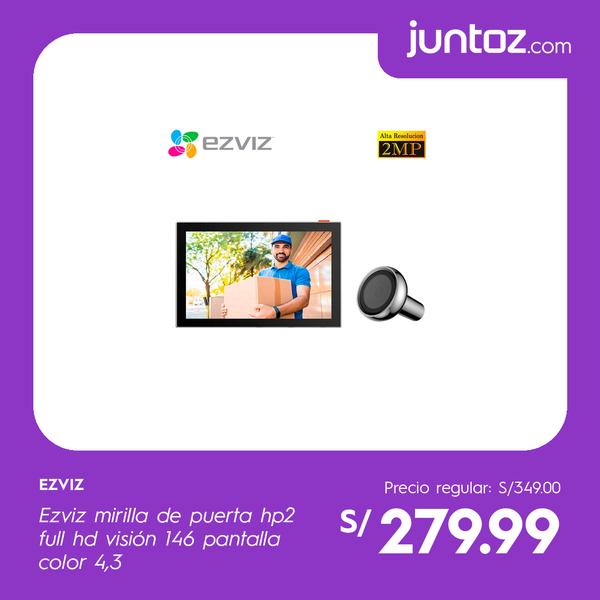 juntoz.com
ezviz
Alta Resolucion
2MP
EZVIZ
Ezviz mirilla de puerta hp2
full hd visión 146 pantalla
color 4,3
Precio regular: S/349.00
S/ 279.99